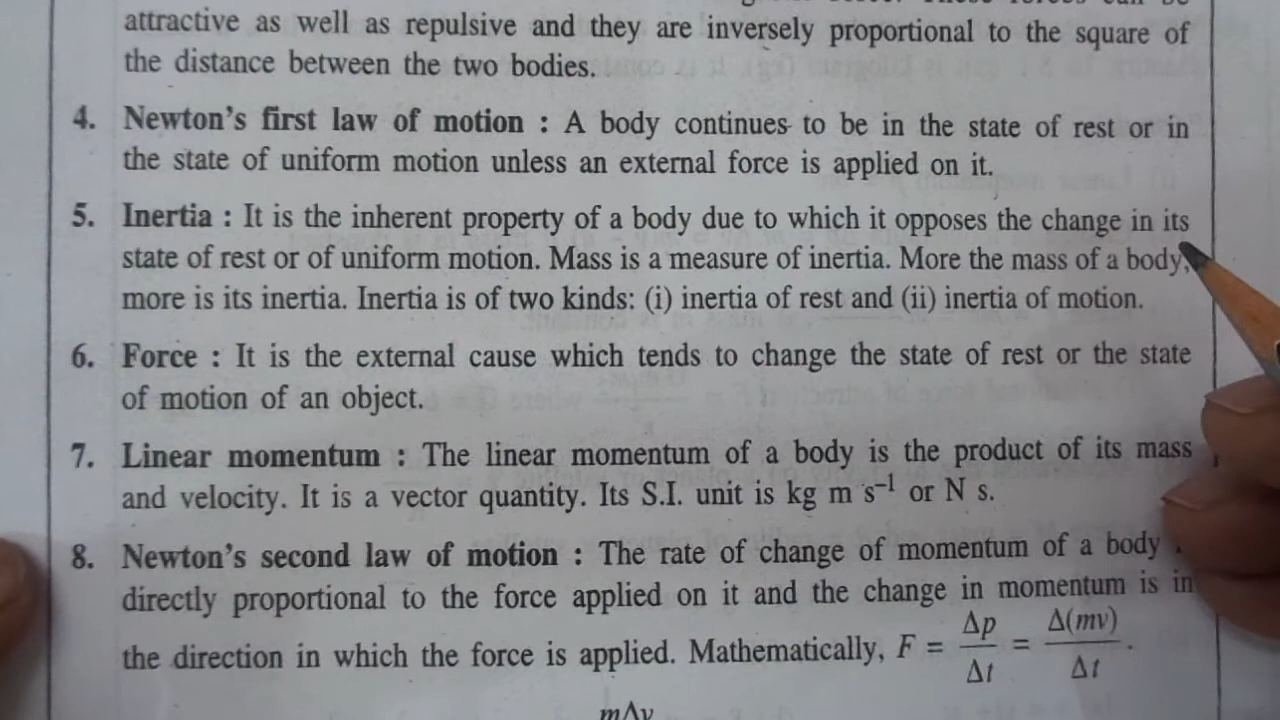 attractive as well as repulsive and they are inversely proportional to the square of
the distance between the two bodies.
4. Newton's first law of motion : A body continues to be in the state of rest or in
the state of uniform motion unless an external force is applied on it.
5. Inertia : It is the inherent property of a body due to which it opposes the change in its
state of rest or of uniform motion. Mass is a measure of inertia. More the mass of a body,
more is its inertia. Inertia is of two kinds: (i) inertia of rest and (ii) inertia of motion.
6. Force : It is the external cause which tends to change the state of rest or the state
of motion of an object.
7. Linear momentum : The linear momentum of a body is the product of its mass
and velocity. It is a vector quantity. Its S.I. unit is kg m s⁻¹ or N s.
8. Newton's second law of motion : The rate of change of momentum of a body
directly proportional to the force applied on it and the change in momentum is in
the direction in which the force is applied. Mathematically, F = Δp/Δt = Δ(mv)/Δt.
mΔv